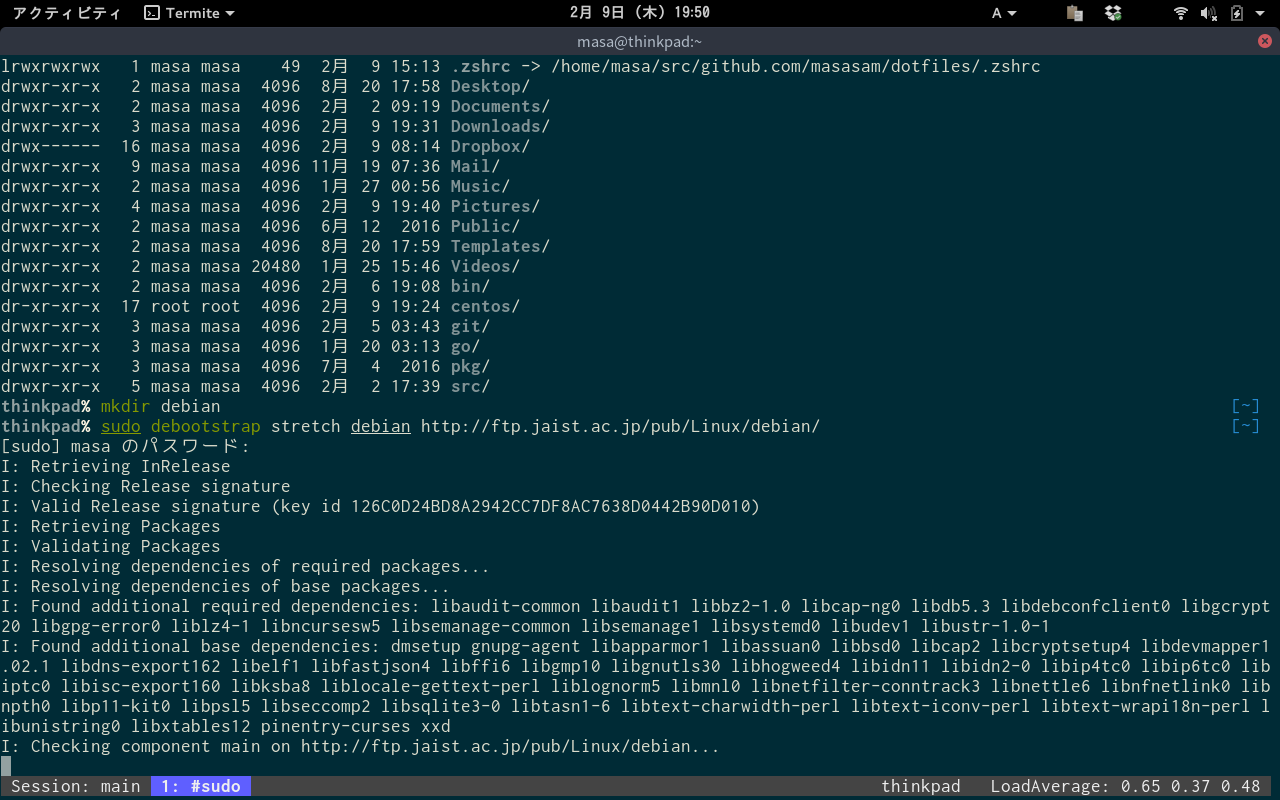 アクティビティ Termite 2月 9日 (木) 19:50 A
masa@thinkpad:~
lrwxrwxrwx   1 masa masa    49  2月  9 15:13 .zshrc -> /home/masa/src/github.com/masasam/dotfiles/.zshrc
drwxr-xr-x   2 masa masa  4096  8月 20 17:58 Desktop/
drwxr-xr-x   2 masa masa  4096  2月  2 09:19 Documents/
drwxr-xr-x   3 masa masa  4096  2月  9 19:31 Downloads/
drwx------  16 masa masa  4096  2月  9 08:14 Dropbox/
drwxr-xr-x   9 masa masa  4096 11月 19 07:36 Mail/
drwxr-xr-x   2 masa masa  4096  1月 27 00:56 Music/
drwxr-xr-x   4 masa masa  4096  2月  9 19:40 Pictures/
drwxr-xr-x   2 masa masa  4096  6月 12  2016 Public/
drwxr-xr-x   2 masa masa  4096  8月 20 17:59 Templates/
drwxr-xr-x   2 masa masa 20480  1月 25 15:46 Videos/
drwxr-xr-x   2 masa masa  4096  2月  6 19:08 bin/
dr-xr-xr-x  17 root root  4096  2月  9 19:24 centos/
drwxr-xr-x   3 masa masa  4096  2月  5 03:43 git/
drwxr-xr-x   3 masa masa  4096  1月 20 03:13 go/
drwxr-xr-x   3 masa masa  4096  7月  4  2016 pkg/
drwxr-xr-x   5 masa masa  4096  2月  2 17:39 src/
thinkpad% mkdir debian [~]
thinkpad% sudo debootstrap stretch debian http://ftp.jaist.ac.jp/pub/Linux/debian/ [~]
[sudo] masa のパスワード:
I: Retrieving InRelease
I: Checking Release signature
I: Valid Release signature (key id 126C0D24BD8A2942CC7DF8AC7638D0442B90D010)
I: Retrieving Packages
I: Validating Packages
I: Resolving dependencies of required packages...
I: Resolving dependencies of base packages...
I: Found additional required dependencies: libaudit-common libaudit1 libbz2-1.0 libcap-ng0 libdb5.3 libdebconfclient0 libgcrypt
20 libgpg-error0 liblz4-1 libncursesw5 libsemanage-common libsemanage1 libsystemd0 libudev1 libustr-1.0-1
I: Found additional base dependencies: dmsetup gnupg-agent libapparmor1 libassuan0 libbsd0 libcap2 libcryptsetup4 libdevmapper1
.02.1 libdns-export162 libelf1 libfastjson4 libffi6 libgmp10 libgnutls30 libhogweed4 libidn11 libidn2-0 libip4tc0 libip6tc0 lib
iptc0 libisc-export160 libksba8 liblocale-gettext-perl liblognorm5 libmnl0 libnetfilter-conntrack3 libnettle6 libnfnetlink0 lib
npth0 libp11-kit0 libpsl5 libseccomp2 libsqlite3-0 libtasn1-6 libtext-charwidth-perl libtext-iconv-perl libtext-wrapi18n-perl l
ibunistring0 libxtables12 pinentry-curses xxd
I: Checking component main on http://ftp.jaist.ac.jp/pub/Linux/debian...
Session: main 1: #sudo thinkpad LoadAverage: 0.65 0.37 0.48